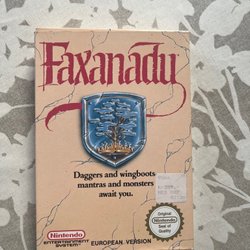 Faxanadu
Daggers and wingboots
mantras and monsters
await you.
Nintendo
ENTERTAINMENT
SYSTEM
EUROPEAN VERSION
Original
Nintendo
Seal of
Quality